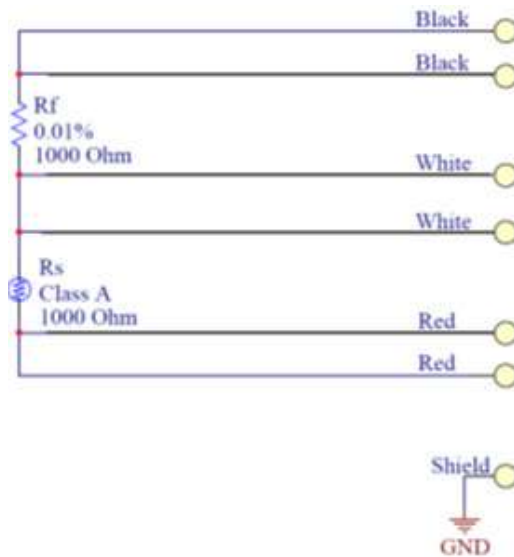 Black
Black
Rf
0.01%
1000 Ohm
White
White
Rs
Class A
1000 Ohm
Red
Red
Shield
GND